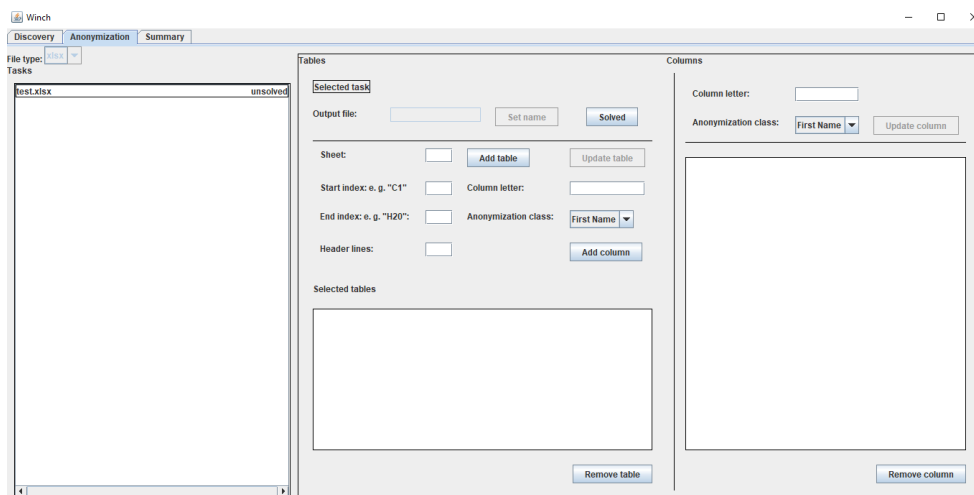 Winch
Discovery Anonymization Summary
File type: xlsx
Tasks
test.xlsx unsolved
Tables
Selected task
Output file: Set name Solved
Sheet: Add table Update table
Start index: e. g. "C1" Column letter:
End index: e. g. "H20": Anonymization class: First Name
Header lines: Add column
Selected tables
Remove table
Columns
Column letter:
Anonymization class: First Name Update column
Remove column